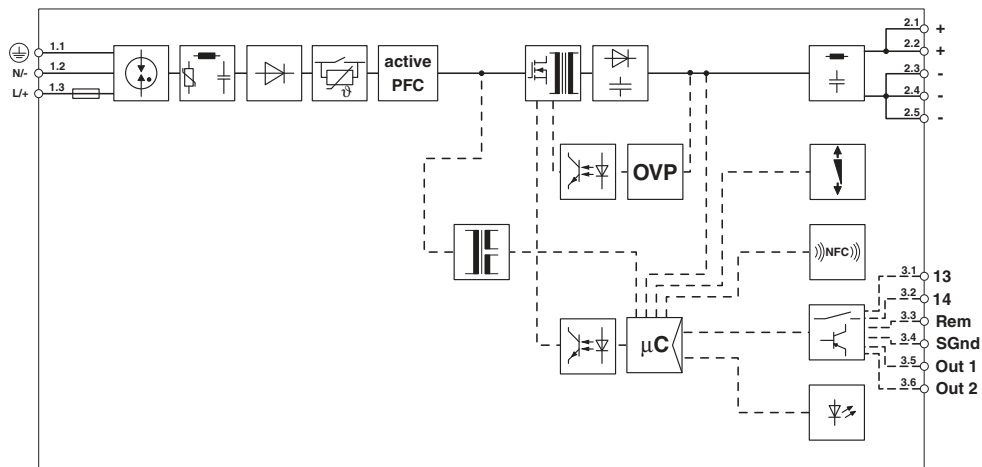 1.1
N/- 1.2
L/+ 1.3
ϑ
active
PFC
OVP
μC
NFC
2.1 +
2.2 +
2.3 -
2.4 -
2.5 -
3.1 13
3.2 14
3.3 Rem
3.4 SGnd
3.5 Out 1
3.6 Out 2